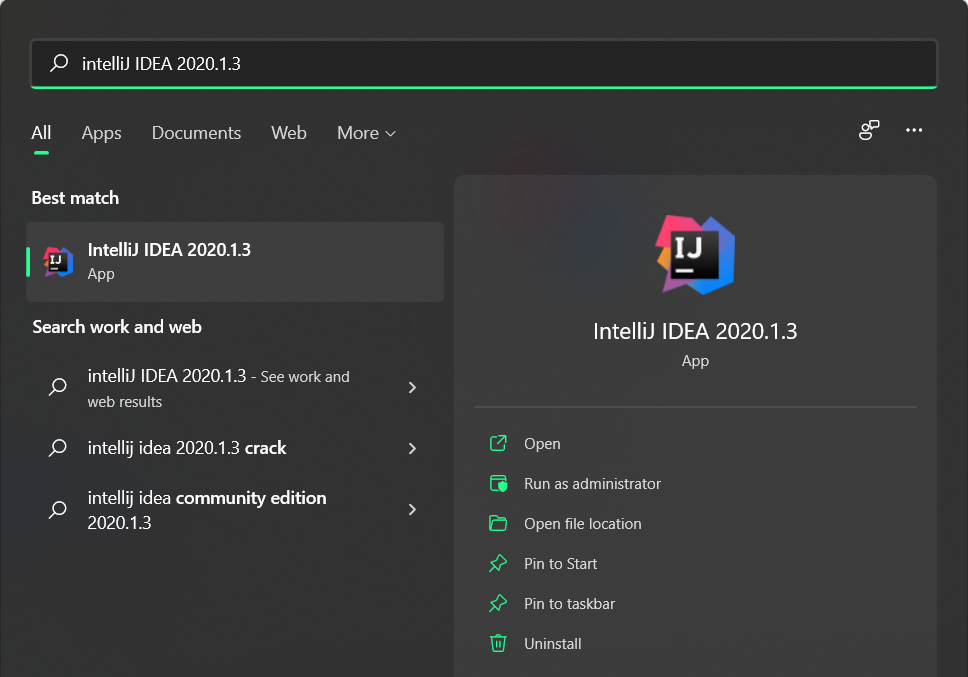 intelliJ IDEA 2020.1.3
All Apps Documents Web More
Best match
IJ
IntelliJ IDEA 2020.1.3
App
Search work and web
intelliJ IDEA 2020.1.3 - See work and
web results
intellij idea 2020.1.3 crack
intellij idea community edition
2020.1.3
IJ
IntelliJ IDEA 2020.1.3
App
Open
Run as administrator
Open file location
Pin to Start
Pin to taskbar
Uninstall